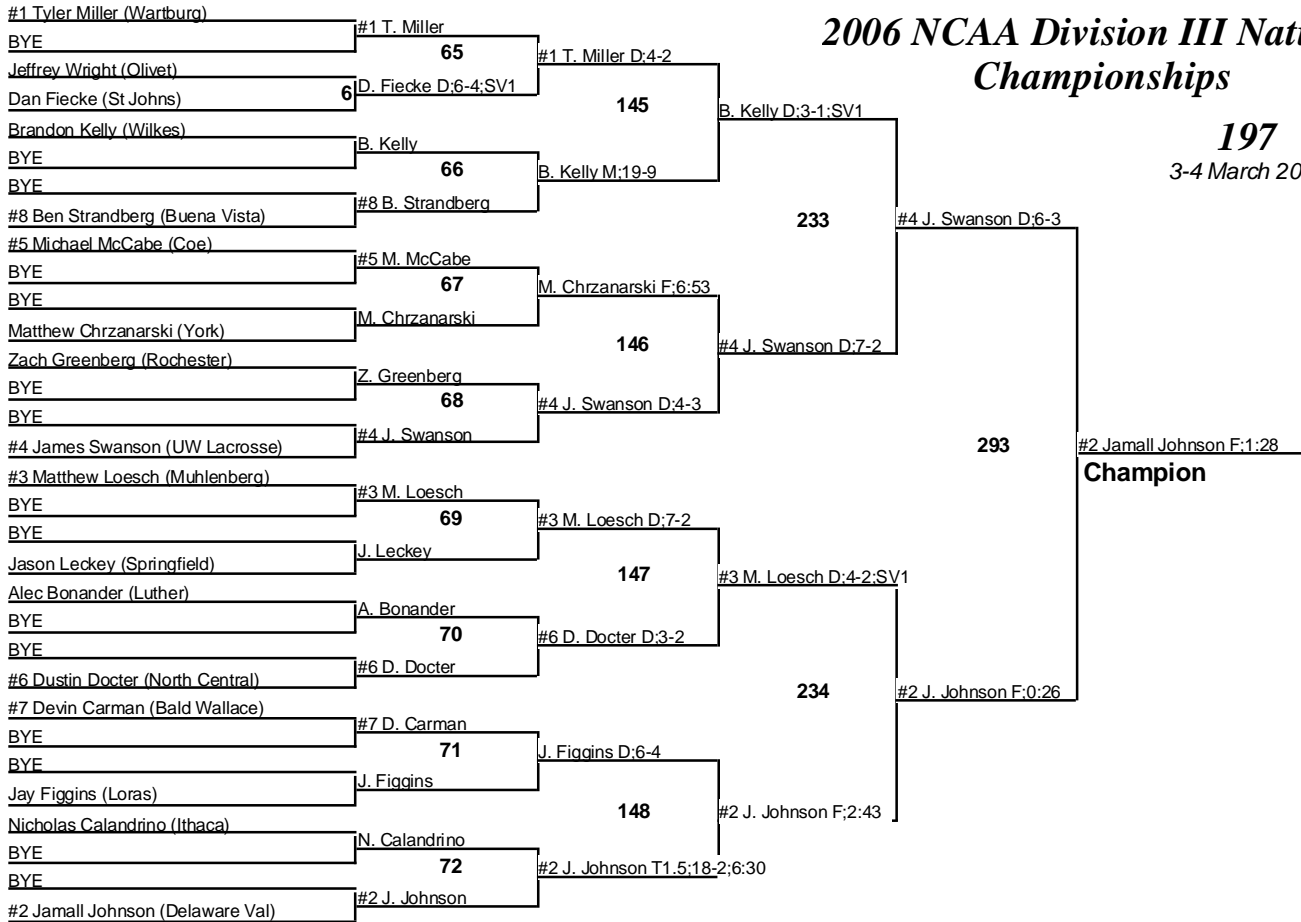 2006 NCAA Division III Nati
Championships
197
3-4 March 20
#1 Tyler Miller (Wartburg)
BYE
Jeffrey Wright (Olivet)
Dan Fiecke (St Johns)
Brandon Kelly (Wilkes)
BYE
BYE
#8 Ben Strandberg (Buena Vista)
#5 Michael McCabe (Coe)
BYE
BYE
Matthew Chrzanarski (York)
Zach Greenberg (Rochester)
BYE
BYE
#4 James Swanson (UW Lacrosse)
#3 Matthew Loesch (Muhlenberg)
BYE
BYE
Jason Leckey (Springfield)
Alec Bonander (Luther)
BYE
BYE
#6 Dustin Docter (North Central)
#7 Devin Carman (Bald Wallace)
BYE
BYE
Jay Figgins (Loras)
Nicholas Calandrino (Ithaca)
BYE
BYE
#2 Jamall Johnson (Delaware Val)
#1 T. Miller
65
6
D. Fiecke D;6-4;SV1
B. Kelly
66
#8 B. Strandberg
#5 M. McCabe
67
M. Chrzanarski
Z. Greenberg
68
#4 J. Swanson
#3 M. Loesch
69
J. Leckey
A. Bonander
70
#6 D. Docter
#7 D. Carman
71
J. Figgins
N. Calandrino
72
#2 J. Johnson
#1 T. Miller D;4-2
145
B. Kelly M;19-9
M. Chrzanarski F;6:53
146
#4 J. Swanson D;4-3
#3 M. Loesch D;7-2
147
#6 D. Docter D;3-2
J. Figgins D;6-4
148
#2 J. Johnson T1.5;18-2;6:30
B. Kelly D;3-1;SV1
233
#4 J. Swanson D;7-2
#3 M. Loesch D;4-2;SV1
234
#2 J. Johnson F;2:43
#4 J. Swanson D;6-3
293
#2 J. Johnson F;0:26
#2 Jamall Johnson F;1:28
Champion